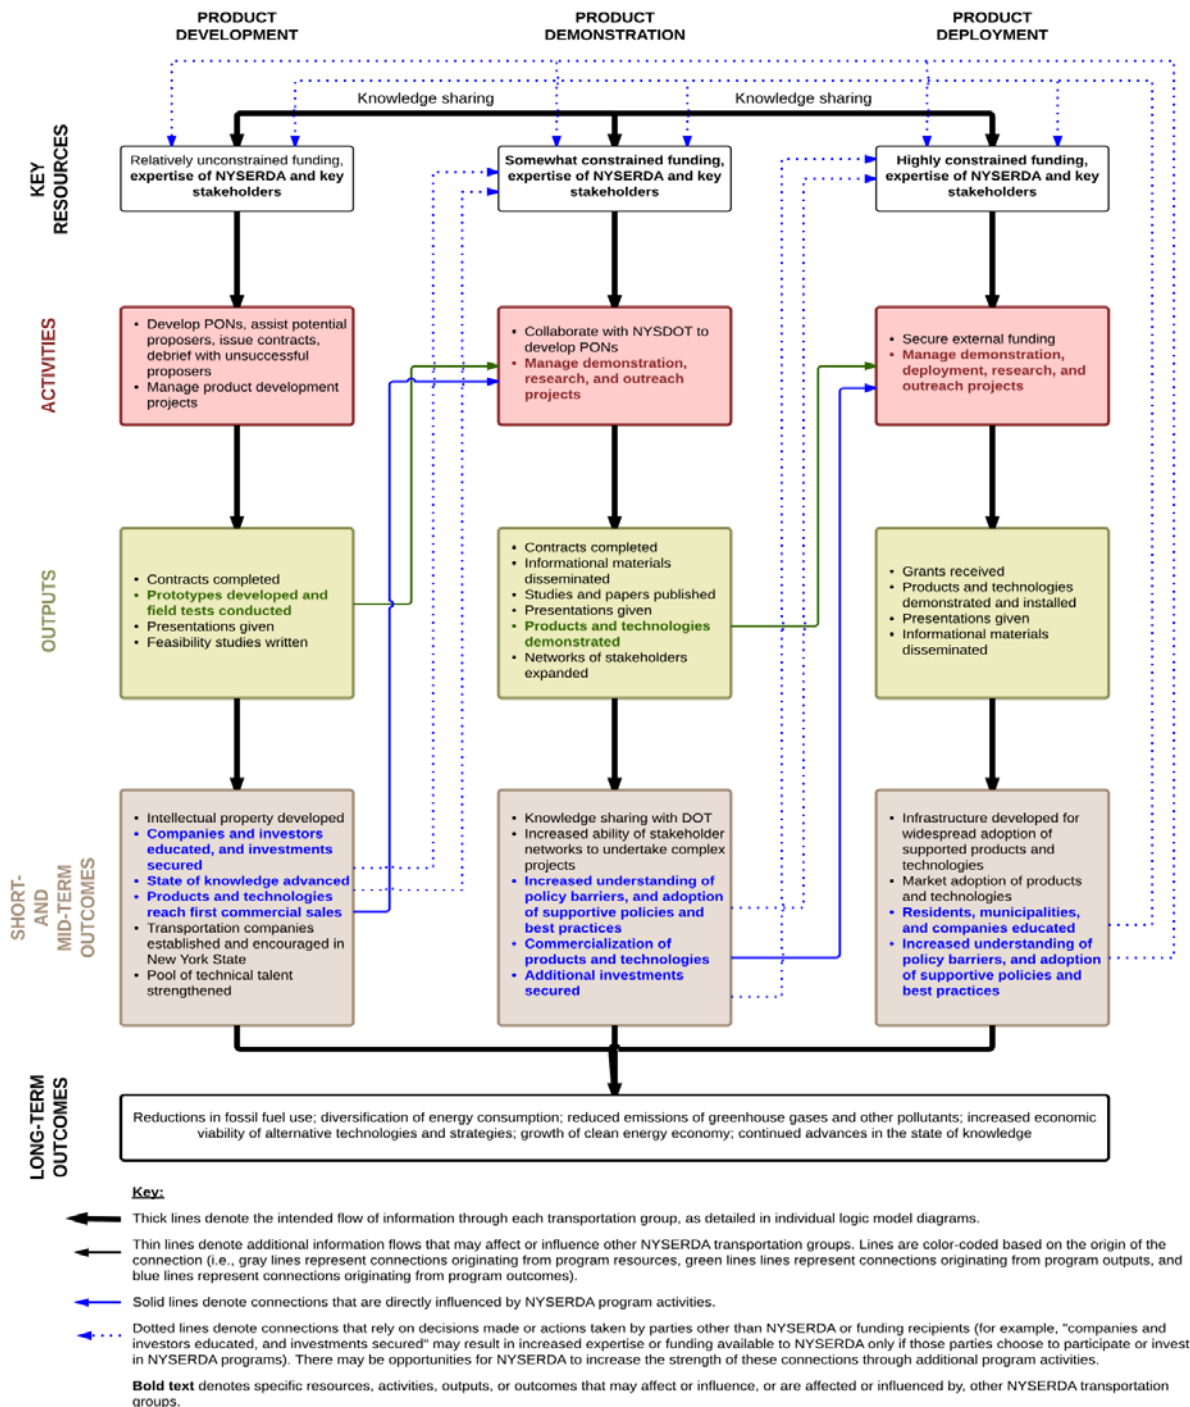 PRODUCT
DEVELOPMENT
PRODUCT
DEMONSTRATION
PRODUCT
DEPLOYMENT
Knowledge sharing
Knowledge sharing
KEY
RESOURCES
Relatively unconstrained funding,
expertise of NYSERDA and key
stakeholders
Somewhat constrained funding,
expertise of NYSERDA and key
stakeholders
Highly constrained funding,
expertise of NYSERDA and key
stakeholders
ACTIVITIES
• Develop PONs, assist potential
proposers, issue contracts,
debrief with unsuccessful
proposers
• Manage product development
projects
• Collaborate with NYSDOT to
develop PONs
• Manage demonstration,
research, and outreach
projects
• Secure external funding
• Manage demonstration,
deployment, research, and
outreach projects
OUTPUTS
• Contracts completed
• Prototypes developed and
field tests conducted
• Presentations given
• Feasibility studies written
• Contracts completed
• Informational materials
disseminated
• Studies and papers published
• Presentations given
• Products and technologies
demonstrated
• Networks of stakeholders
expanded
• Grants received
• Products and technologies
demonstrated and installed
• Presentations given
• Informational materials
disseminated
SHORT-
AND
MID-TERM
OUTCOMES
• Intellectual property developed
• Companies and investors
educated, and investments
secured
• State of knowledge advanced
• Products and technologies
reach first commercial sales
• Transportation companies
established and encouraged in
New York State
• Pool of technical talent
strengthened
• Knowledge sharing with DOT
• Increased ability of stakeholder
networks to undertake complex
projects
• Increased understanding of
policy barriers, and adoption
of supportive policies and
best practices
• Commercialization of
products and technologies
• Additional investments
secured
• Infrastructure developed for
widespread adoption of
supported products and
technologies
• Market adoption of products
and technologies
• Residents, municipalities,
and companies educated
• Increased understanding of
policy barriers, and adoption
of supportive policies and
best practices
LONG-TERM
OUTCOMES
Reductions in fossil fuel use; diversification of energy consumption; reduced emissions of greenhouse gases and other pollutants; increased economic
viability of alternative technologies and strategies; growth of clean energy economy; continued advances in the state of knowledge
Key:
Thick lines denote the intended flow of information through each transportation group, as detailed in individual logic model diagrams.
Thin lines denote additional information flows that may affect or influence other NYSERDA transportation groups. Lines are color-coded based on the origin of the
connection (i.e., gray lines represent connections originating from program resources, green lines lines represent connections originating from program outputs, and
blue lines represent connections originating from program outcomes).
Solid lines denote connections that are directly influenced by NYSERDA program activities.
Dotted lines denote connections that rely on decisions made or actions taken by parties other than NYSERDA or funding recipients (for example, "companies and
investors educated, and investments secured" may result in increased expertise or funding available to NYSERDA only if those parties choose to participate or invest
in NYSERDA programs). There may be opportunities for NYSERDA to increase the strength of these connections through additional program activities.
Bold text denotes specific resources, activities, outputs, or outcomes that may affect or influence, or are affected or influenced by, other NYSERDA transportation
groups.